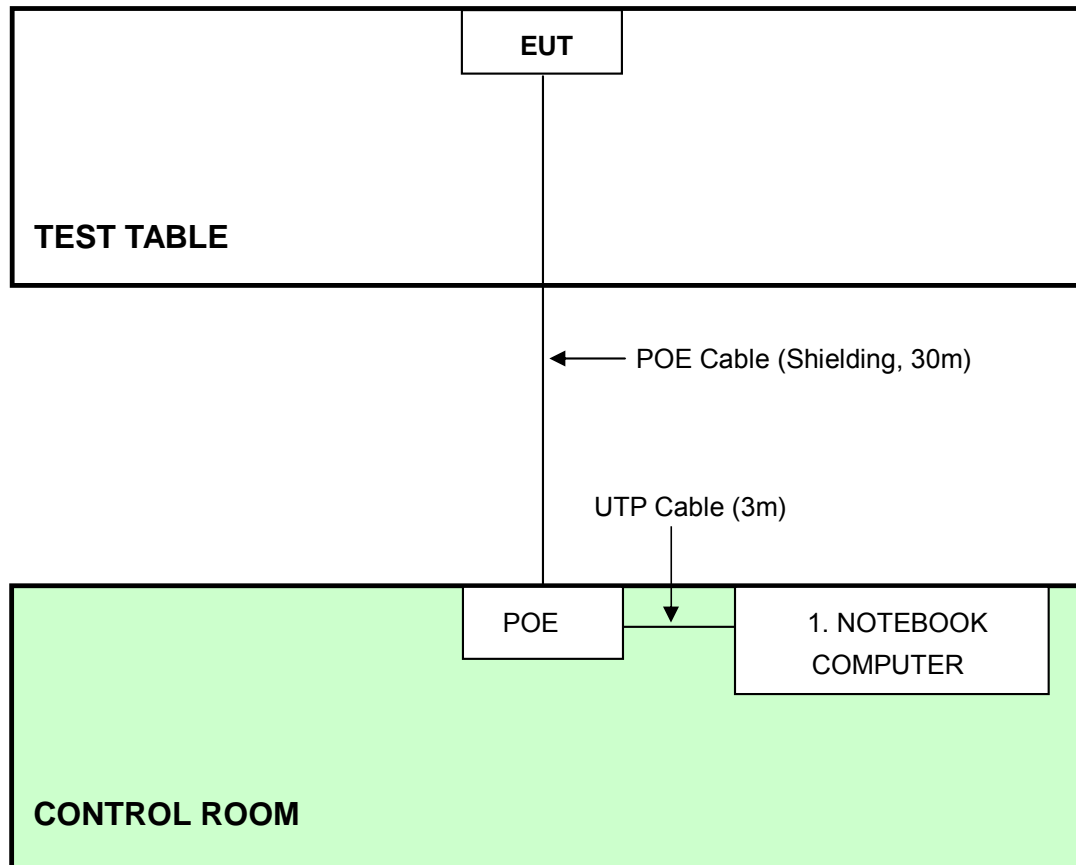 EUT
TEST TABLE
POE Cable (Shielding, 30m)
UTP Cable (3m)
POE
1. NOTEBOOK
COMPUTER
CONTROL ROOM